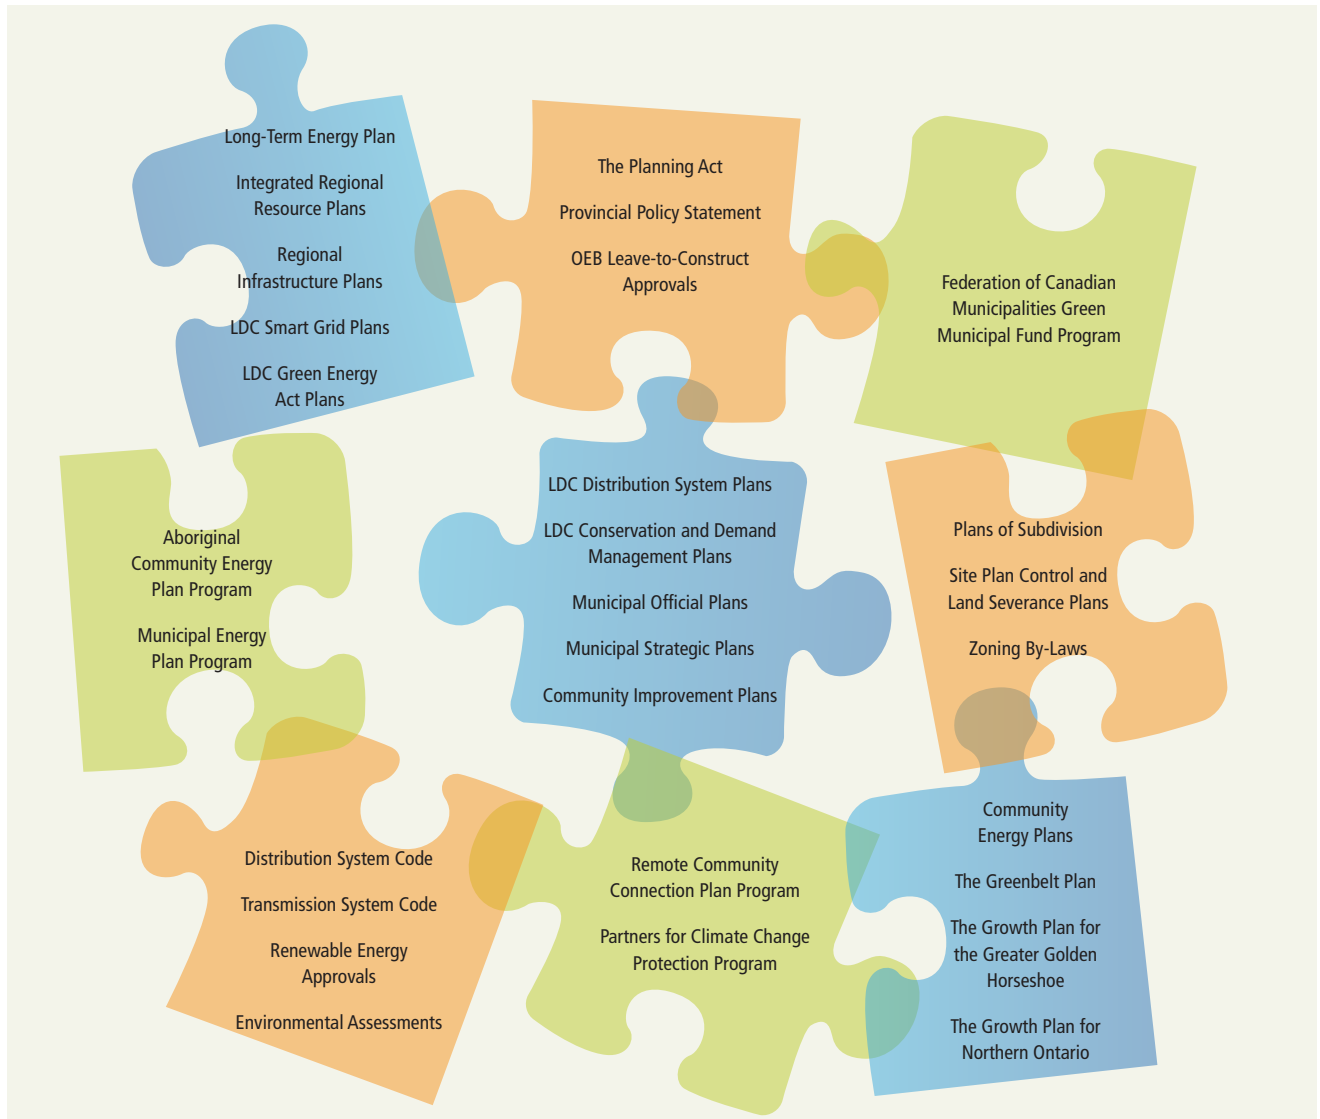 Long-Term Energy Plan
Integrated Regional
Resource Plans
Regional
Infrastructure Plans
LDC Smart Grid Plans
LDC Green Energy
Act Plans
The Planning Act
Provincial Policy Statement
OEB Leave-to-Construct
Approvals
Federation of Canadian
Municipalities Green
Municipal Fund Program
Aboriginal
Community Energy
Plan Program
Municipal Energy
Plan Program
LDC Distribution System Plans
LDC Conservation and Demand
Management Plans
Municipal Official Plans
Municipal Strategic Plans
Community Improvement Plans
Plans of Subdivision
Site Plan Control and
Land Severance Plans
Zoning By-Laws
Distribution System Code
Transmission System Code
Renewable Energy
Approvals
Environmental Assessments
Remote Community
Connection Plan Program
Partners for Climate Change
Protection Program
Community
Energy Plans
The Greenbelt Plan
The Growth Plan for
the Greater Golden
Horseshoe
The Growth Plan for
Northern Ontario